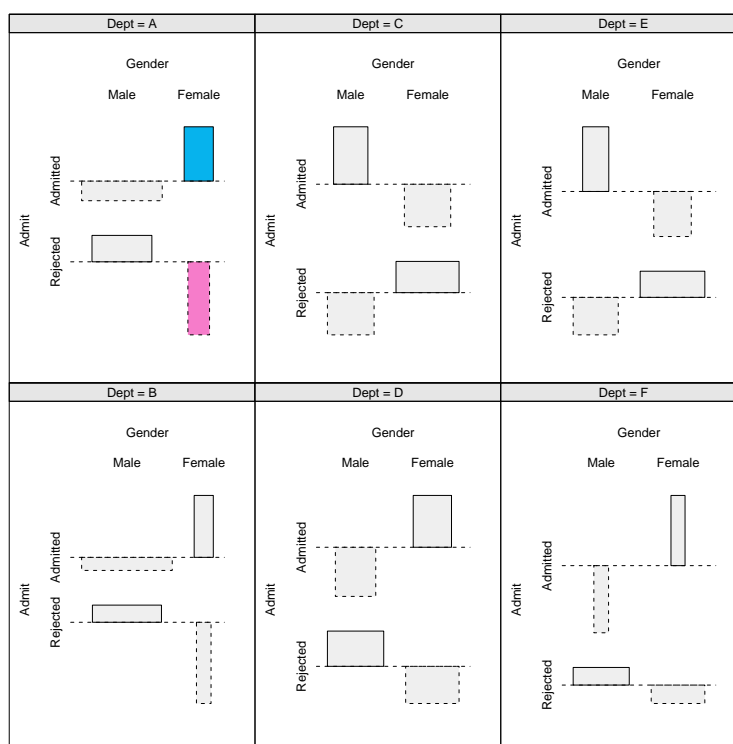 Dept = A
Gender
Male Female
Admit
Admitted
Rejected
Dept = C
Gender
Male Female
Admit
Admitted
Rejected
Dept = E
Gender
Male Female
Admit
Admitted
Rejected
Dept = B
Gender
Male Female
Admit
Admitted
Rejected
Dept = D
Gender
Male Female
Admit
Admitted
Rejected
Dept = F
Gender
Male Female
Admit
Admitted
Rejected